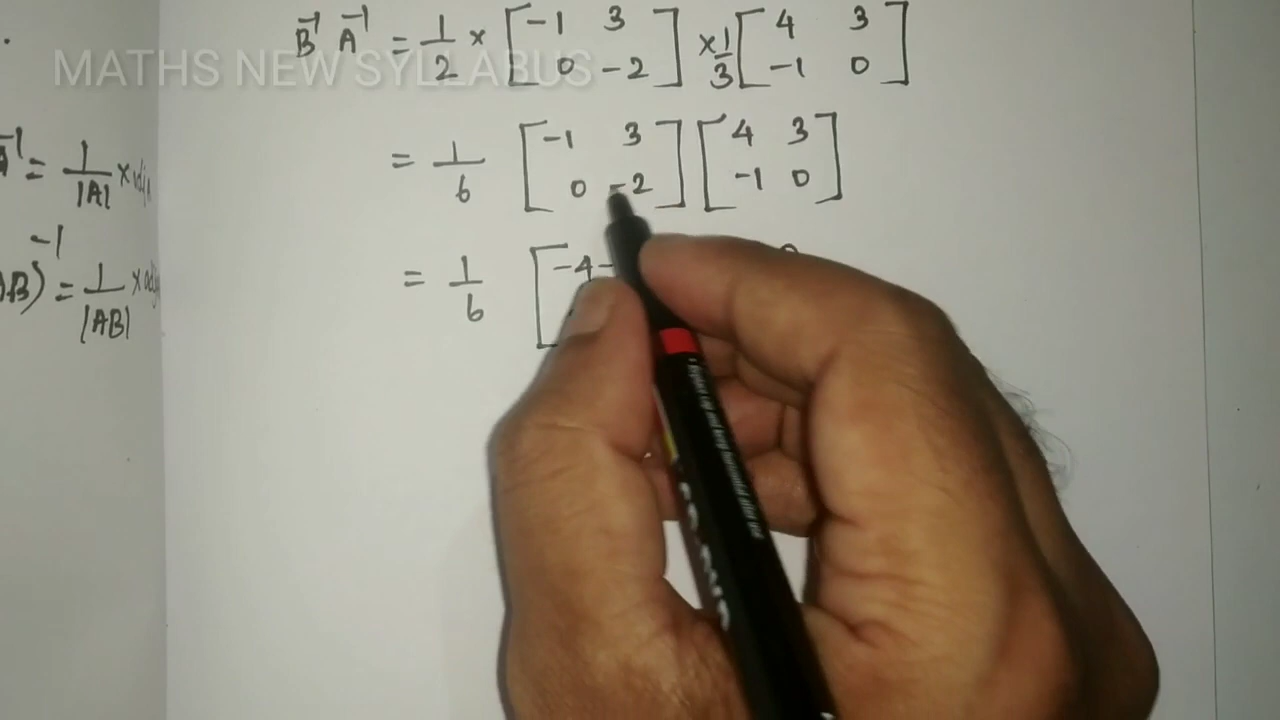 B⁻¹ A⁻¹ = 1/2 × [-1 3 ; 0 -2] × 1/3 [4 3 ; -1 0]
MATHS NEW SYLLABUS
= 1/6 [-1 3 ; 0 -2] [4 3 ; -1 0]
A⁻¹ = 1/|A| ×
= 1/6 [-4-
B)⁻¹ = 1/|AB| ×